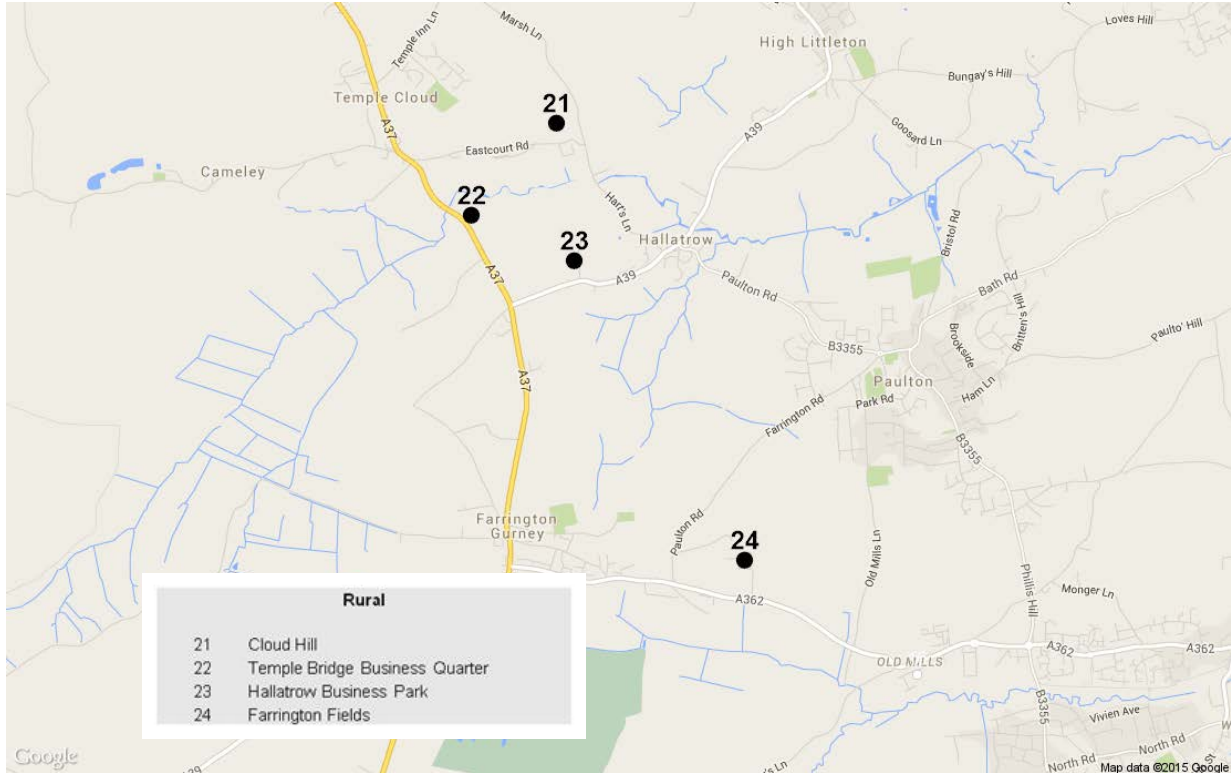 Marsh Ln
Temple Inn Ln
Loves Hill
High Littleton
Bungay's Hill
Temple Cloud
21
A37
A39
Goosard Ln
Eastcourt Rd
Cameley
22
Hart's Ln
23
Hallatrow
Bristol Rd
A37
A39
Paulton Rd
Bath Rd
Britten's Hill
Brookside
Paulto' Hill
B3355
A37
Paulton
Ham Ln
Park Rd
Farrington Rd
B3355
Farrington
Gurney
Paulton Rd
24
Old Mills Ln
Phillis Hill
Monger Ln
A362
A362
A362
OLD MILLS
Rural
21 Cloud Hill
22 Temple Bridge Business Quarter
23 Hallatrow Business Park
24 Farrington Fields
B3355
Vivien Ave
North Rd
North Rd
Google
A39
Map data ©2015 Google